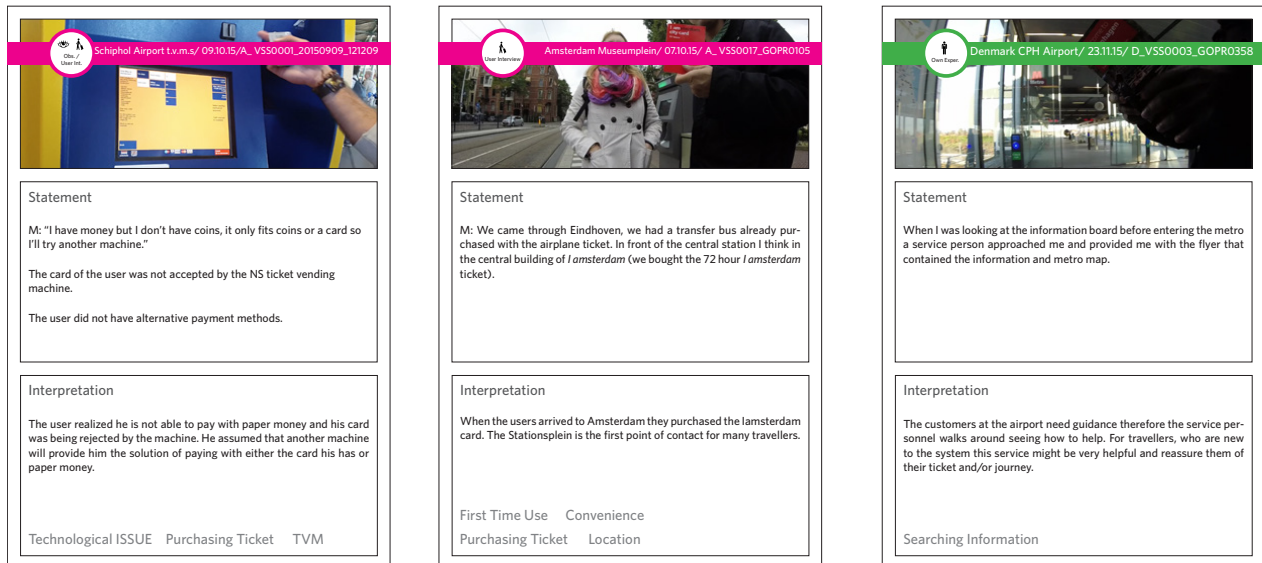 Obs. /
User Int.
Schiphol Airport t.v.m.s/ 09.10.15/A_ VSS0001_20150909_121209
Statement
M: “I have money but I don’t have coins, it only fits coins or a card so
I’ll try another machine.”
The card of the user was not accepted by the NS ticket vending
machine.
The user did not have alternative payment methods.
Interpretation
The user realized he is not able to pay with paper money and his card
was being rejected by the machine. He assumed that another machine
will provide him the solution of paying with either the card his has or
paper money.
Technological ISSUE Purchasing Ticket TVM
User Interview
Amsterdam Museumplein/ 07.10.15/ A_ VSS0017_GOPR0105
Statement
M: We came through Eindhoven, we had a transfer bus already pur-
chased with the airplane ticket. In front of the central station I think in
the central building of I amsterdam (we bought the 72 hour I amsterdam
ticket).
Interpretation
When the users arrived to Amsterdam they purchased the Iamsterdam
card. The Stationsplein is the first point of contact for many travellers.
First Time Use Convenience
Purchasing Ticket Location
Own Exper.
Denmark CPH Airport/ 23.11.15/ D_VSS0003_GOPR0358
Statement
When I was looking at the information board before entering the metro
a service person approached me and provided me with the flyer that
contained the information and metro map.
Interpretation
The customers at the airport need guidance therefore the service per-
sonnel walks around seeing how to help. For travellers, who are new
to the system this service might be very helpful and reassure them of
their ticket and/or journey.
Searching Information